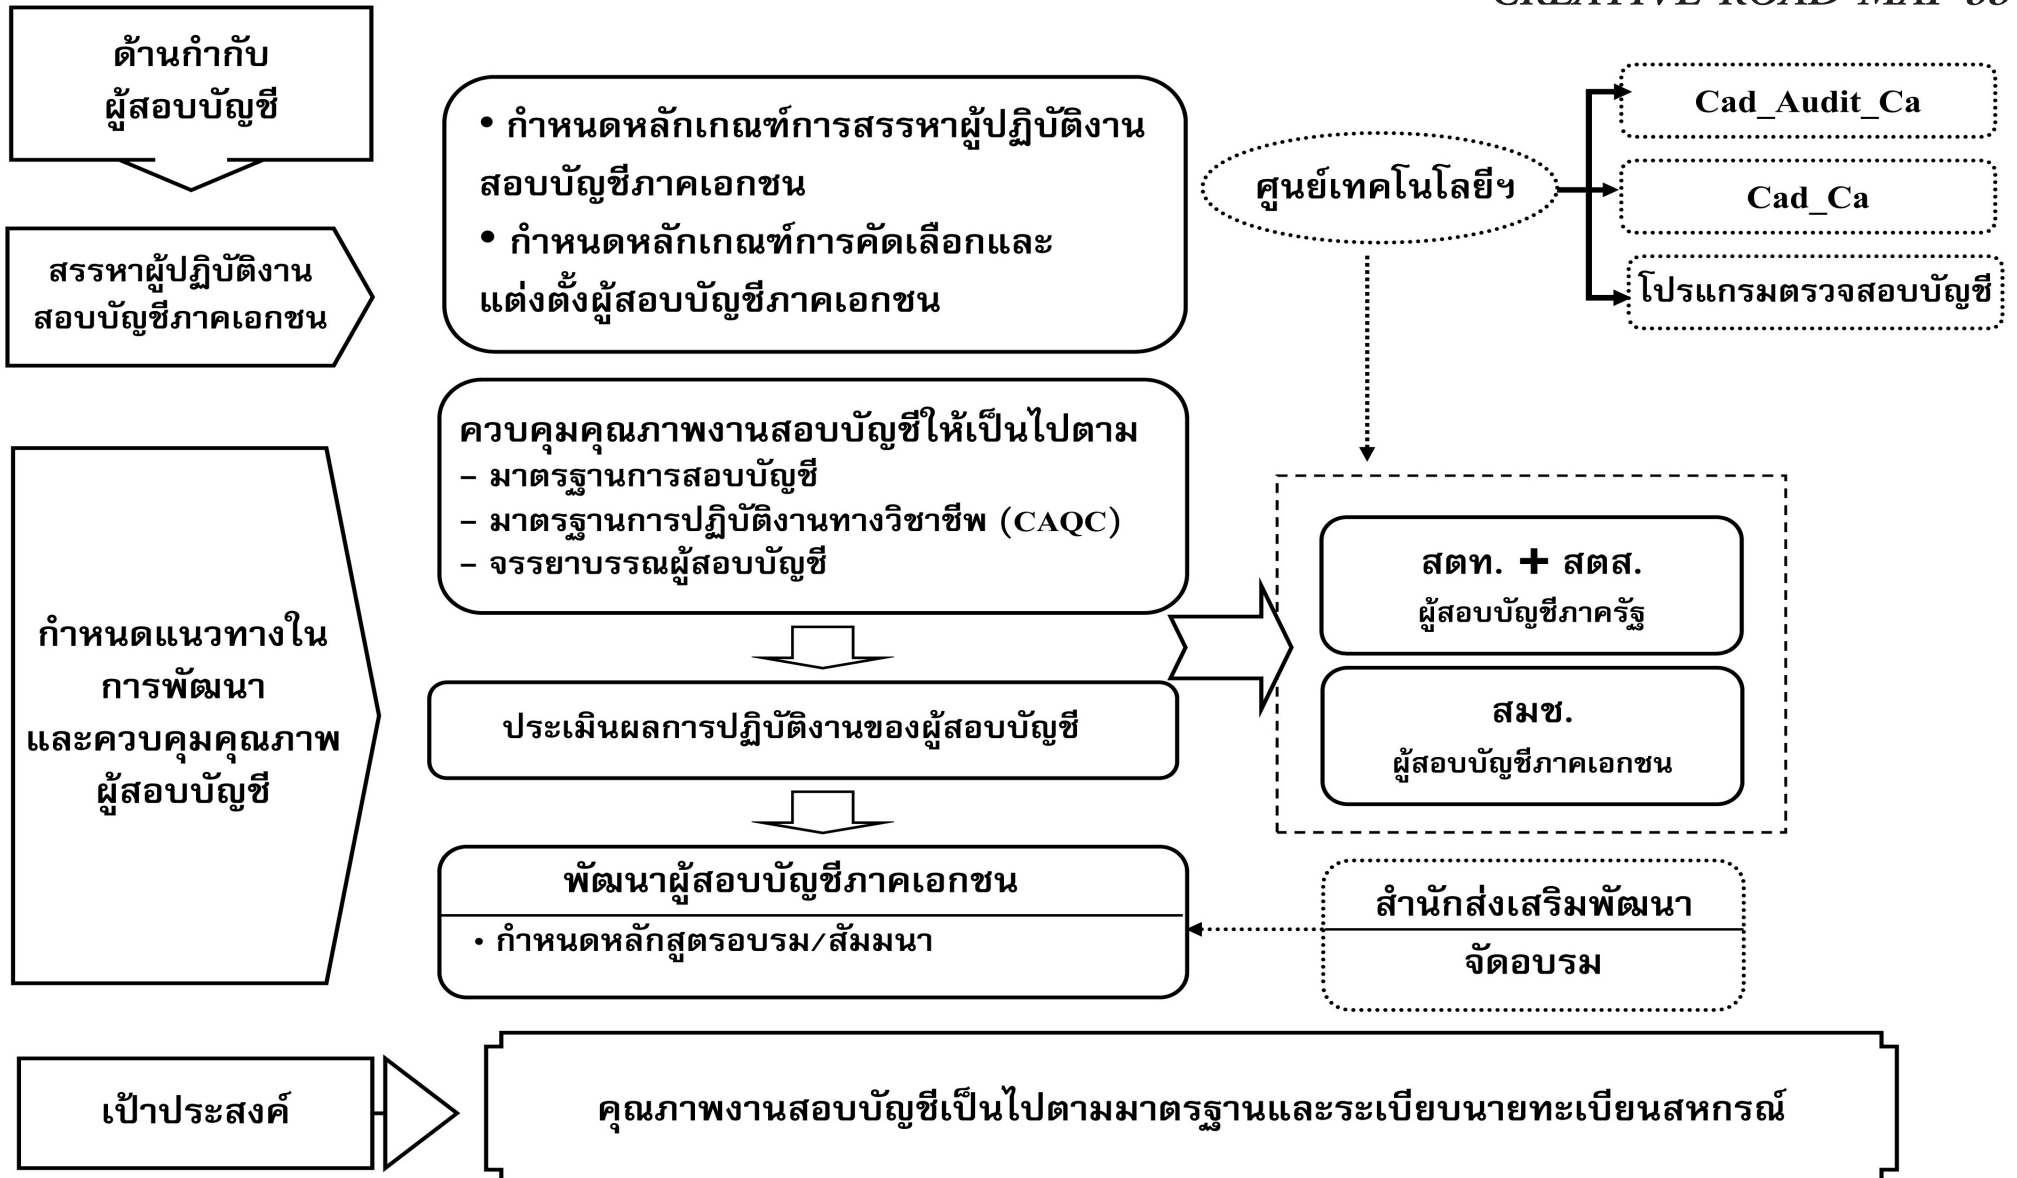 CREATIVE ROAD MAP 53
ด้านกำกับ
ผู้สอบบัญชี
สรรหาผู้ปฏิบัติงาน
สอบบัญชีภาคเอกชน
• กำหนดหลักเกณฑ์การสรรหาผู้ปฏิบัติงาน
สอบบัญชีภาคเอกชน
• กำหนดหลักเกณฑ์การคัดเลือกและ
แต่งตั้งผู้สอบบัญชีภาคเอกชน
ศูนย์เทคโนโลยีฯ
Cad_Audit_Ca
Cad_Ca
โปรแกรมตรวจสอบบัญชี
กำหนดแนวทางใน
การพัฒนา
และควบคุมคุณภาพ
ผู้สอบบัญชี
ควบคุมคุณภาพงานสอบบัญชีให้เป็นไปตาม
– มาตรฐานการสอบบัญชี
– มาตรฐานการปฏิบัติงานทางวิชาชีพ (CAQC)
– จรรยาบรรณผู้สอบบัญชี
ประเมินผลการปฏิบัติงานของผู้สอบบัญชี
พัฒนาผู้สอบบัญชีภาคเอกชน
• กำหนดหลักสูตรอบรม/สัมมนา
สตท. + สตส.
ผู้สอบบัญชีภาครัฐ
สมช.
ผู้สอบบัญชีภาคเอกชน
สำนักส่งเสริมพัฒนา
จัดอบรม
เป้าประสงค์
คุณภาพงานสอบบัญชีเป็นไปตามมาตรฐานและระเบียบนายทะเบียนสหกรณ์